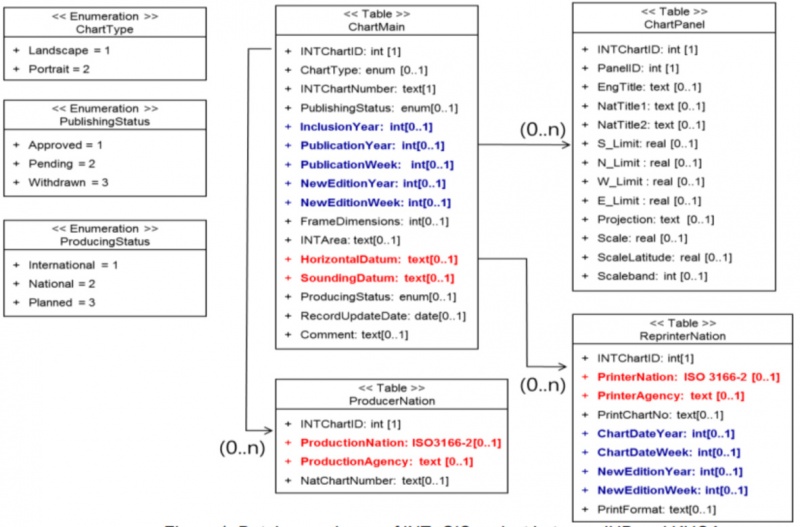 << Enumeration >>
ChartType
+ Landscape = 1
+ Portrait = 2
<< Enumeration >>
PublishingStatus
+ Approved = 1
+ Pending = 2
+ Withdrawn = 3
<< Enumeration >>
ProducingStatus
+ International = 1
+ National = 2
+ Planned = 3
<< Table >>
ChartMain
+ INTChartID: int [1]
+ ChartType: enum [0..1]
+ INTChartNumber: text[1]
+ PublishingStatus: enum[0..1]
+ InclusionYear: int[0..1]
+ PublicationYear: int[0..1]
+ PublicationWeek: int[0..1]
+ NewEditionYear: int[0..1]
+ NewEditionWeek: int[0..1]
+ FrameDimensions: int[0..1]
+ INTArea: text[0..1]
+ HorizontalDatum: text[0..1]
+ SoundingDatum: text[0..1]
+ ProducingStatus: enum[0..1]
+ RecordUpdateDate: date[0..1]
+ Comment: text[0..1]
(0..n)
<< Table >>
ChartPanel
+ INTChartID: int [1]
+ PanelID: int [1]
+ EngTitle: text [0..1]
+ NatTitle1: text [0..1]
+ NatTitle2: text [0..1]
+ S_Limit: real [0..1]
+ N_Limit: real [0..1]
+ W_Limit : real [0..1]
+ E_Limit : real [0..1]
+ Projection: text [0..1]
+ Scale: real [0..1]
+ ScaleLatitude: real [0..1]
+ Scaleband: int [0..1]
(0..n)
<< Table >>
ProducerNation
+ INTChartID: int [1]
+ ProductionNation: ISO3166-2[0..1]
+ ProductionAgency: text [0..1]
+ NatChartNumber: text[0..1]
(0..n)
<< Table >>
ReprinterNation
+ INTChartID: int[1]
+ PrinterNation: ISO 3166-2 [0..1]
+ PrinterAgency: text [0..1]
+ PrintChartNo: text[0..1]
+ ChartDateYear: int[0..1]
+ ChartDateWeek: int[0..1]
+ NewEditionYear: int[0..1]
+ NewEditionWeek: int[0..1]
+ PrintFormat: text[0..1]